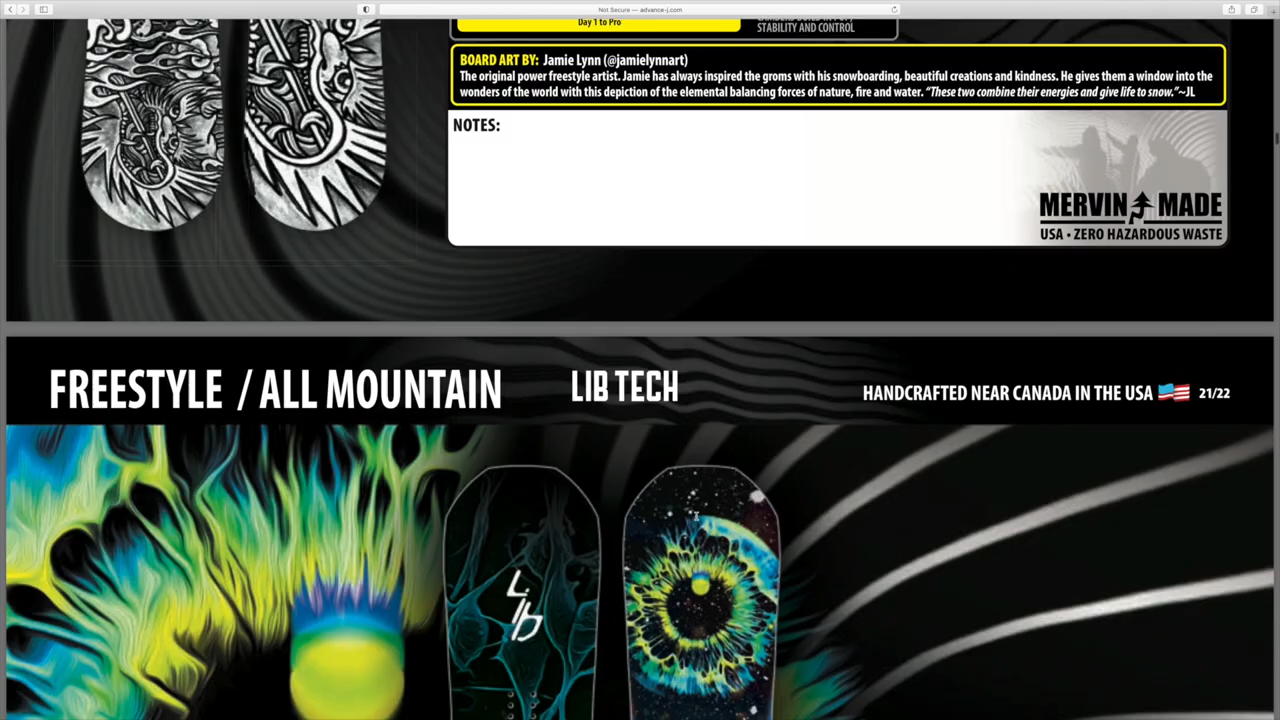 Not Secure — advance-j.com
Day 1 to Pro
STABILITY AND CONTROL
BOARD ART BY: Jamie Lynn (@jamielynnart)
The original power freestyle artist. Jamie has always inspired the groms with his snowboarding, beautiful creations and kindness. He gives them a window into the
wonders of the world with this depiction of the elemental balancing forces of nature, fire and water. “These two combine their energies and give life to snow.”~JL
NOTES:
MERVIN MADE
USA • ZERO HAZARDOUS WASTE
FREESTYLE / ALL MOUNTAIN
LIB TECH
HANDCRAFTED NEAR CANADA IN THE USA 21/22
Lib